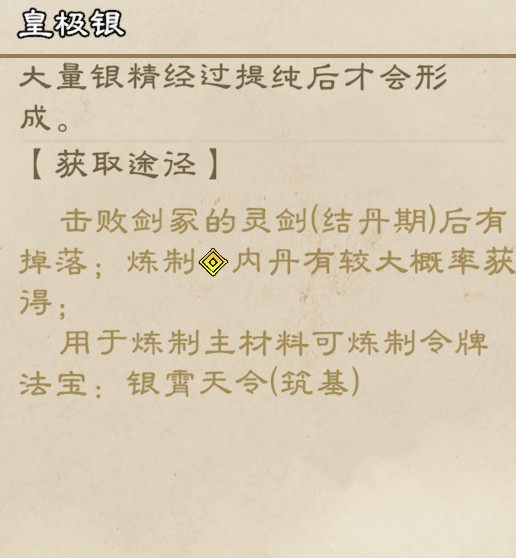 皇极银
大量银精经过提纯后才会形
成。
【获取途径】
击败剑冢的灵剑(结丹期)后有
掉落；炼制内丹有较大概率获
得；
用于炼制主材料可炼制令牌
法宝：银霄天令(筑基)